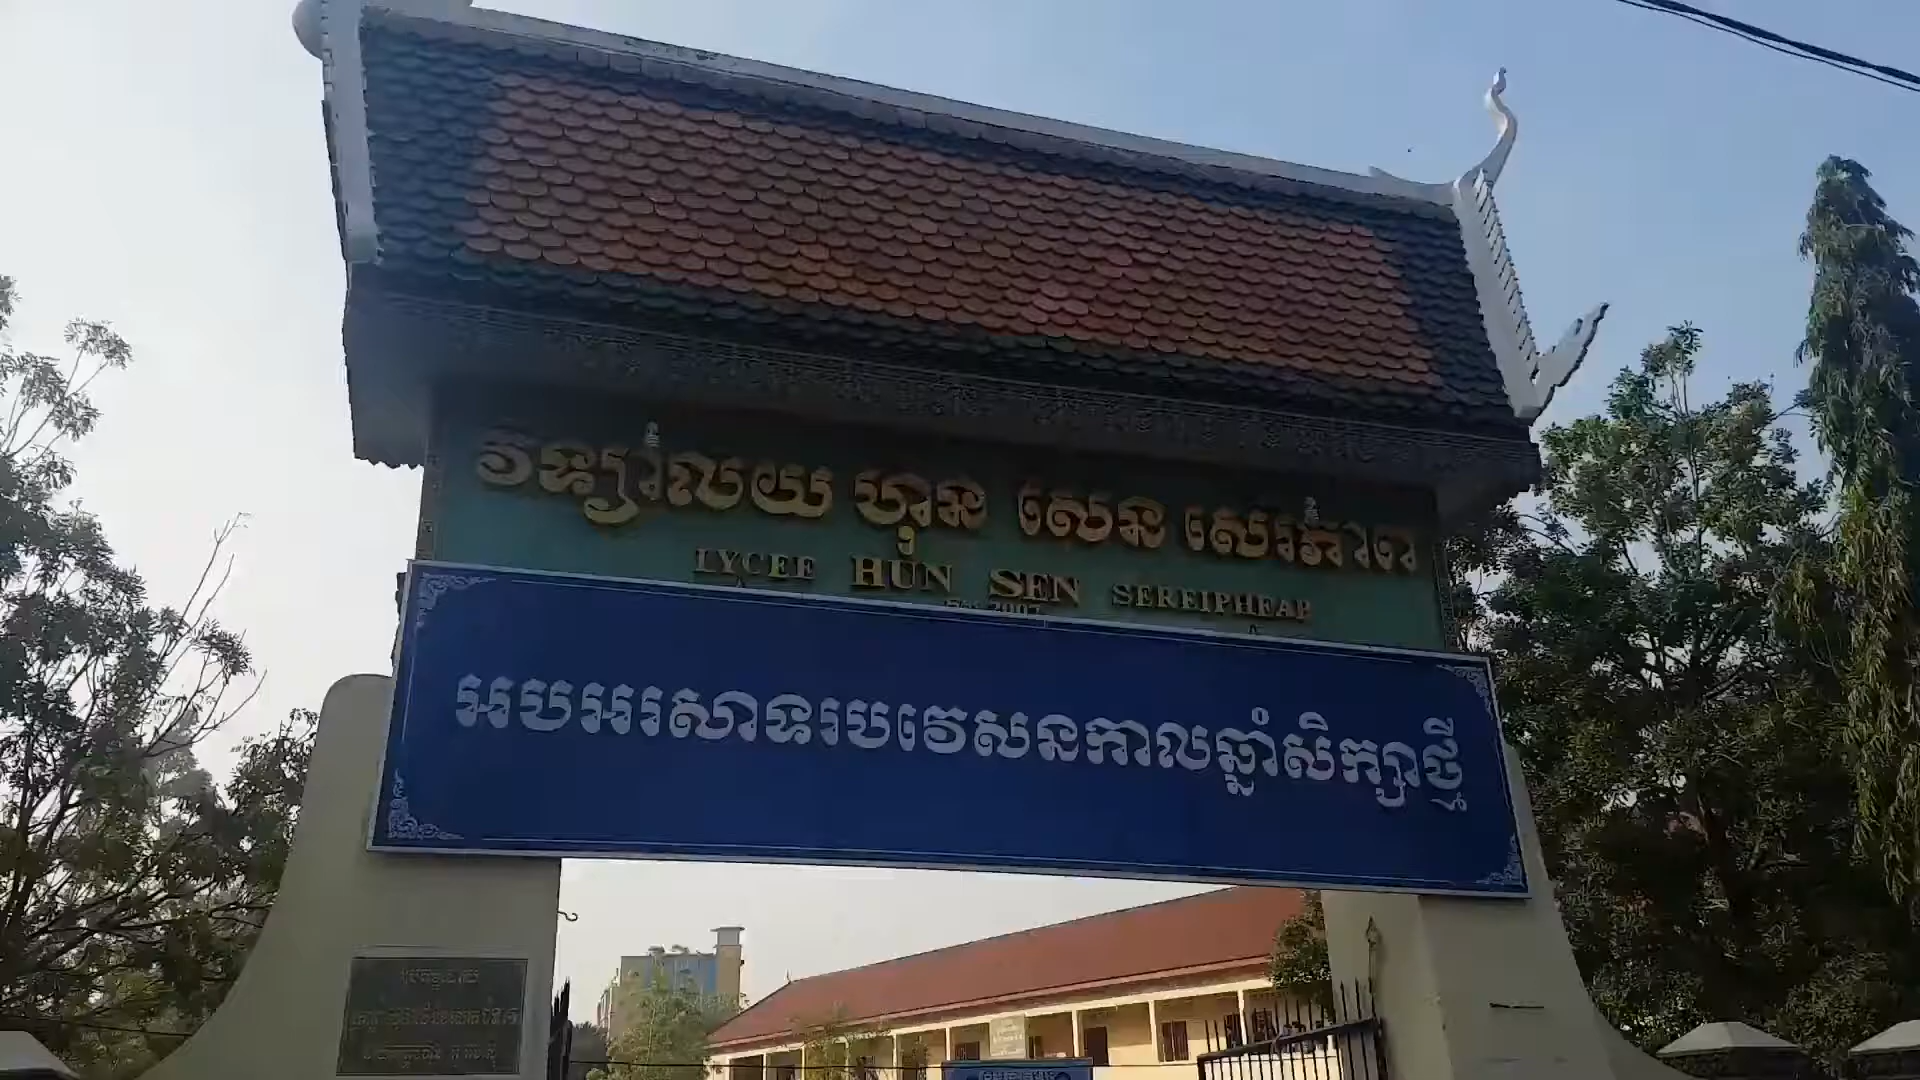 វិទ្យាល័យ ហ៊ុន សែន សេរីភាព
LYCEE HUN SEN SEREIPHEAP
2007
អបអរសាទរបវេសនកាលឆ្នាំសិក្សាថ្មី